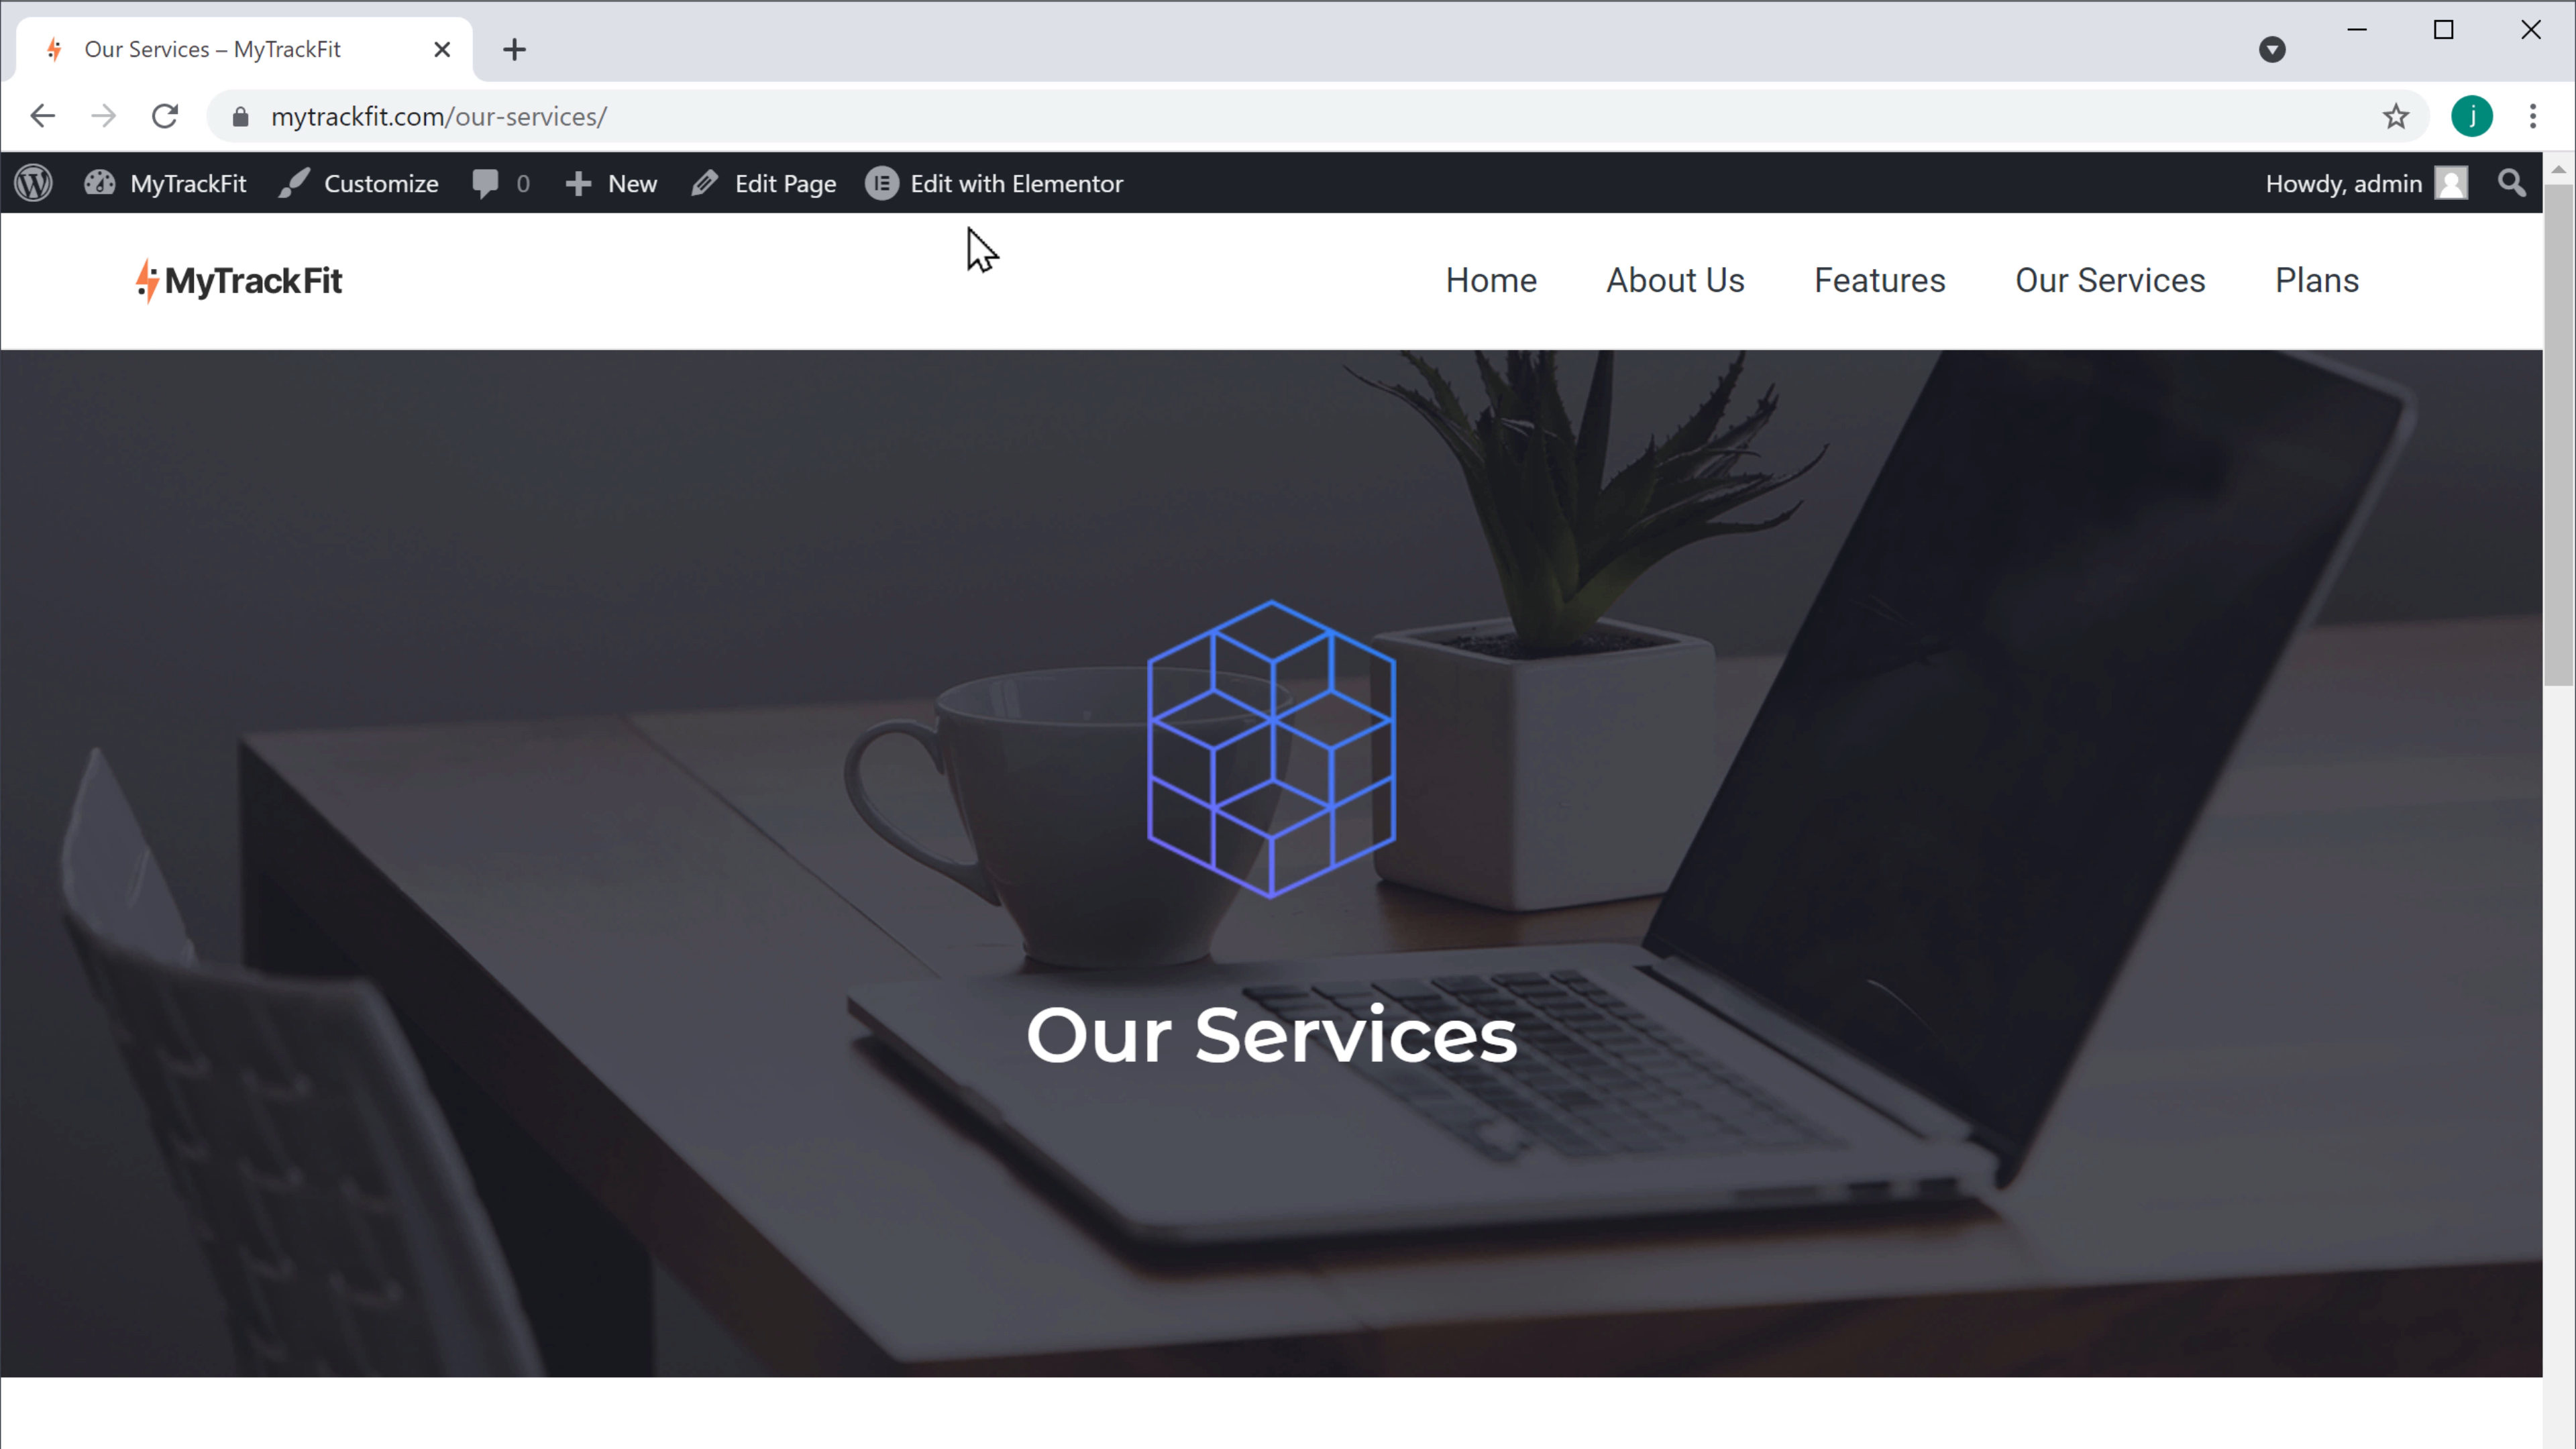 Our Services – MyTrackFit
mytrackfit.com/our-services/
j
MyTrackFit Customize 0 New Edit Page Edit with Elementor Howdy, admin
MyTrackFit Home About Us Features Our Services Plans
Our Services